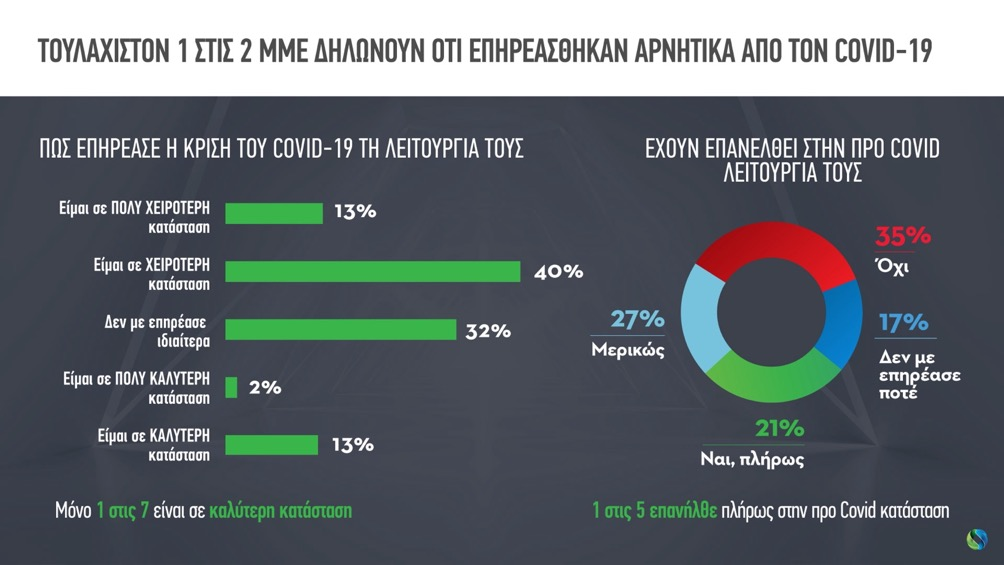 ΤΟΥΛΑΧΙΣΤΟΝ 1 ΣΤΙΣ 2 ΜΜΕ ΔΗΛΩΝΟΥΝ ΟΤΙ ΕΠΗΡΕΑΣΘΗΚΑΝ ΑΡΝΗΤΙΚΑ ΑΠΟ ΤΟΝ COVID-19
ΠΩΣ ΕΠΗΡΕΑΣΕ Η ΚΡΙΣΗ ΤΟΥ COVID-19 ΤΗ ΛΕΙΤΟΥΡΓΙΑ ΤΟΥΣ
Είμαι σε ΠΟΛΥ ΧΕΙΡΟΤΕΡΗ
κατάσταση
13%
Είμαι σε ΧΕΙΡΟΤΕΡΗ
κατάσταση
40%
Δεν με επηρέασε
ιδιαίτερα
32%
Είμαι σε ΠΟΛΥ ΚΑΛΥΤΕΡΗ
κατάσταση
2%
Είμαι σε ΚΑΛΥΤΕΡΗ
κατάσταση
13%
Μόνο 1 στις 7 είναι σε καλύτερη κατάσταση
ΕΧΟΥΝ ΕΠΑΝΕΛΘΕΙ ΣΤΗΝ ΠΡΟ COVID
ΛΕΙΤΟΥΡΓΙΑ ΤΟΥΣ
35%
Όχι
17%
Δεν με
επηρέασε
ποτέ
27%
Μερικώς
21%
Ναι, πλήρως
1 στις 5 επανήλθε πλήρως στην προ Covid κατάσταση